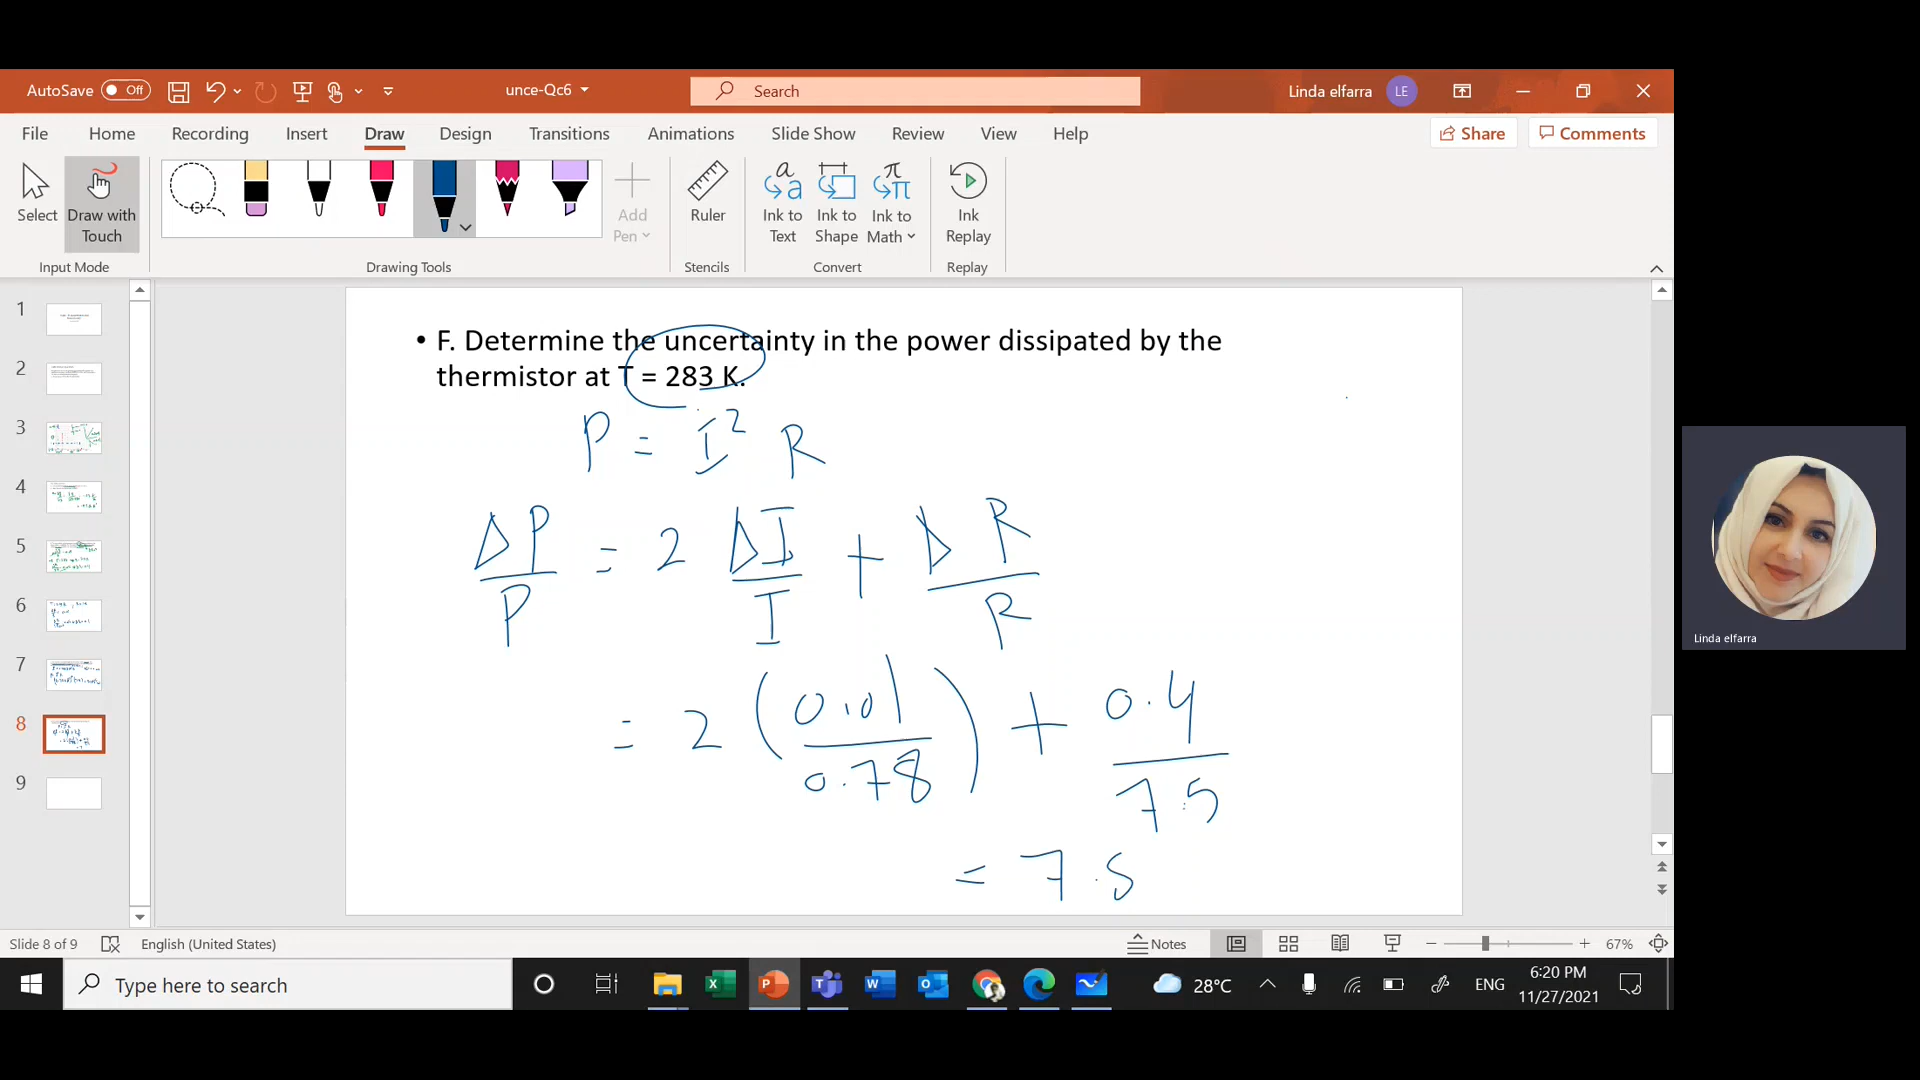 AutoSave Off unce-Qc6 Search Linda elfarra LE
File Home Recording Insert Draw Design Transitions Animations Slide Show Review View Help Share Comments
Select Draw with Touch Add Pen Ruler Ink to Text Ink to Shape Ink to Math Ink Replay
Input Mode Drawing Tools Stencils Convert Replay
1
2
3
4
5
6
7
8
9
• F. Determine the uncertainty in the power dissipated by the
thermistor at T = 283 K.
P = I² R
ΔP/P = 2 ΔI/I + ΔR/R
= 2 (0.01/0.78) + 0.4/7.5
= 7.5
Linda elfarra
Slide 8 of 9 English (United States) Notes 67%
Type here to search 28°C ENG 6:20 PM 11/27/2021